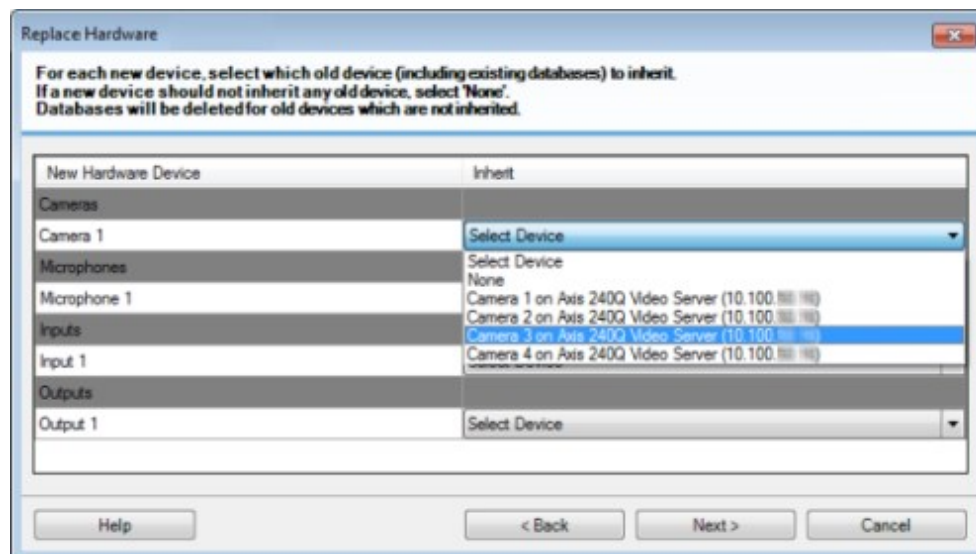 Replace Hardware
For each new device, select which old device (including existing databases) to inherit.
If a new device should not inherit any old device, select 'None'.
Databases will be deleted for old devices which are not inherited.
New Hardware Device Inherit
Cameras
Camera 1 Select Device
Microphones Select Device
None
Microphone 1 Camera 1 on Axis 240Q Video Server (10.100.
Camera 2 on Axis 240Q Video Server (10.100.
Inputs Camera 3 on Axis 240Q Video Server (10.100.
Input 1 Camera 4 on Axis 240Q Video Server (10.100.
Outputs
Output 1 Select Device
Help < Back Next > Cancel